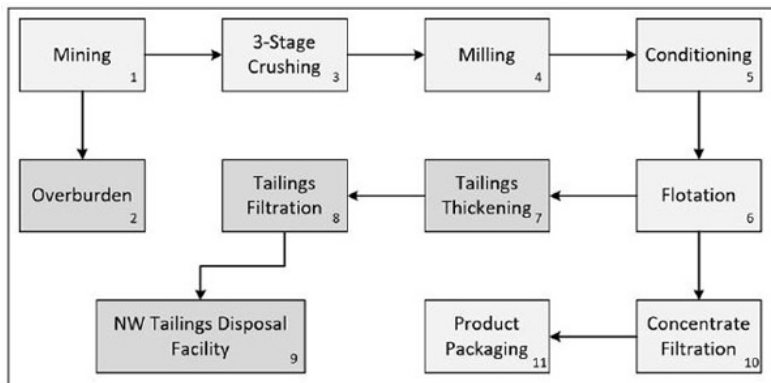 Mining
1
3-Stage
Crushing
3
Milling
4
Conditioning
5
Overburden
2
Tailings
Filtration
8
Tailings
Thickening
7
Flotation
6
NW Tailings Disposal
Facility
9
Product
Packaging
11
Concentrate
Filtration
10